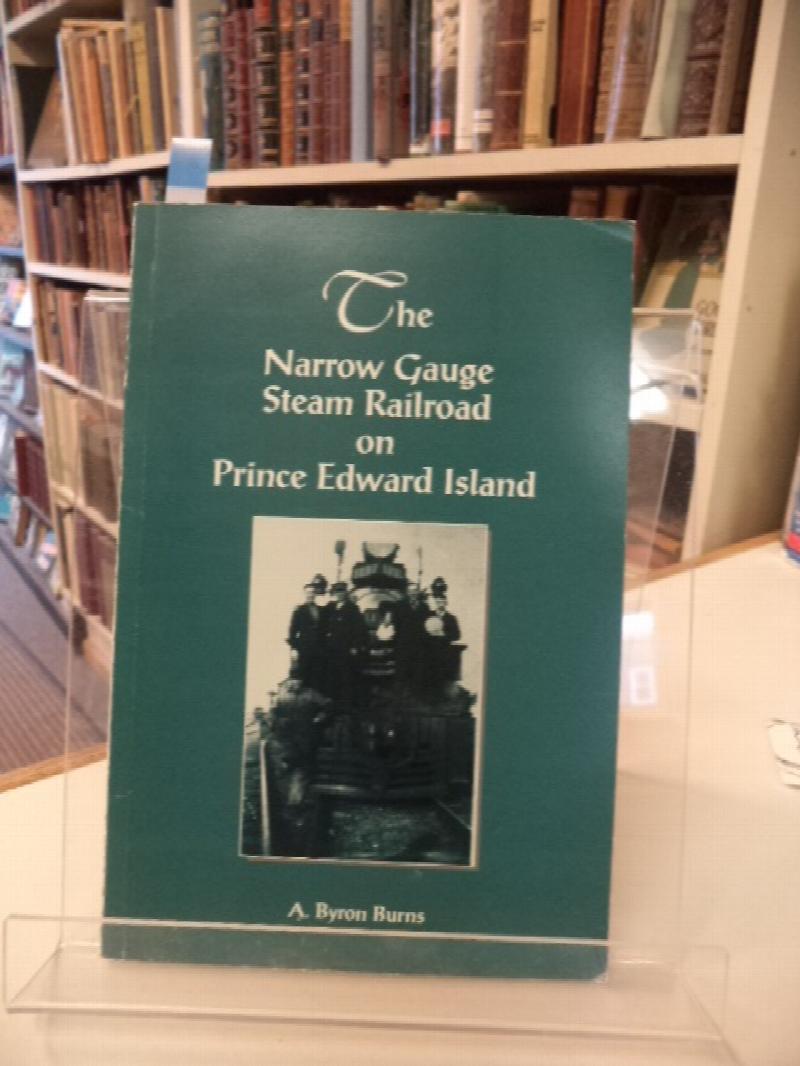 The
Narrow Gauge
Steam Railroad
on
Prince Edward Island
A. Byron Burns